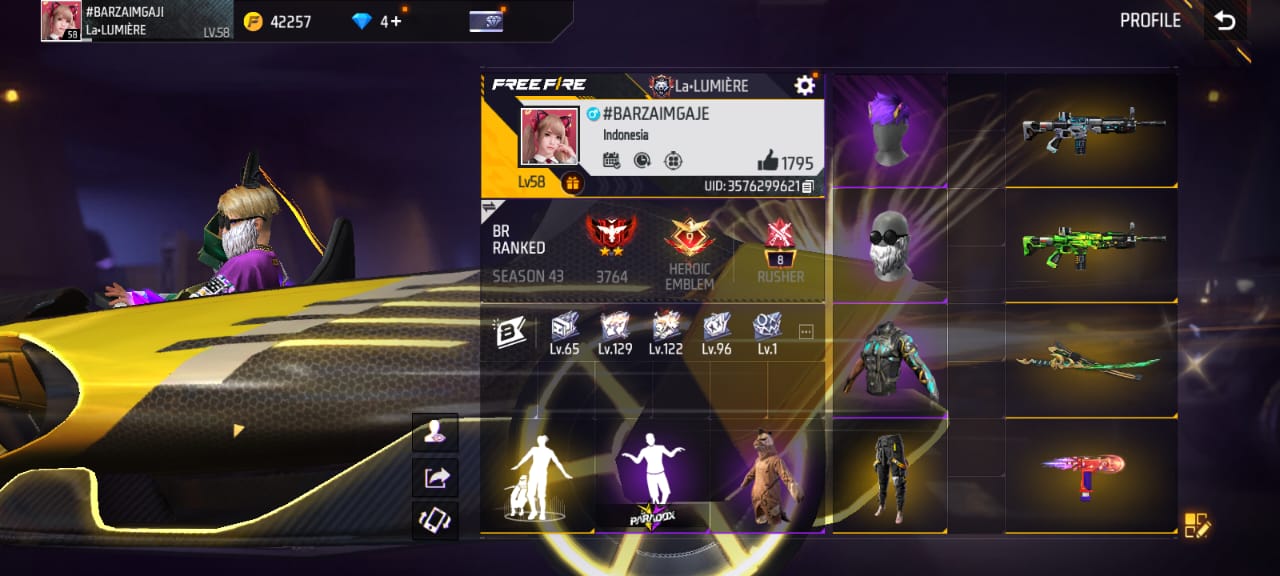 #BARZAIMGAJI
La•LUMIÈRE
LV.58
58
42257
4+
PROFILE
FREE FIRE
La•LUMIÈRE
#BARZAIMGAJE
Indonesia
1795
Lv58
UID:3576299621
BR
RANKED
SEASON 43
3764
HEROIC
EMBLEM
8
RUSHER
B
Lv.65
Lv.129
Lv.122
Lv.96
Lv.1
PARADOX